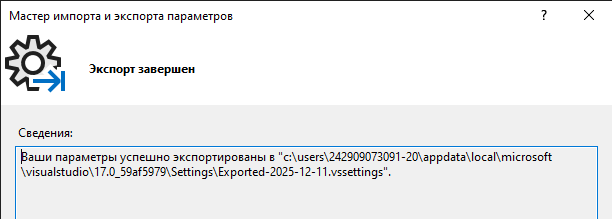 Мастер импорта и экспорта параметров
?
Экспорт завершен
Сведения:
Ваши параметры успешно экспортированы в "c:\users\242909073091-20\appdata\local\microsoft
\visualstudio\17.0_59af5979\Settings\Exported-2025-12-11.vssettings".